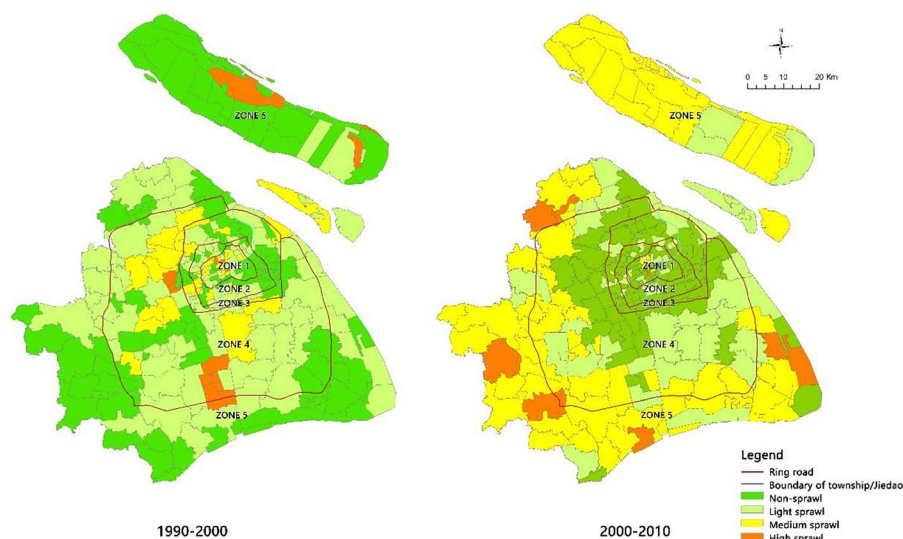 N
0 5 10 20 Km
ZONE 5
ZONE 5
ZONE 1
ZONE 2
ZONE 3
ZONE 4
ZONE 5
ZONE 1
ZONE 2
ZONE 3
ZONE 4
ZONE 5
Legend
Ring road
Boundary of township/Jiedao
Non-sprawl
Light sprawl
Medium sprawl
High sprawl
1990-2000
2000-2010